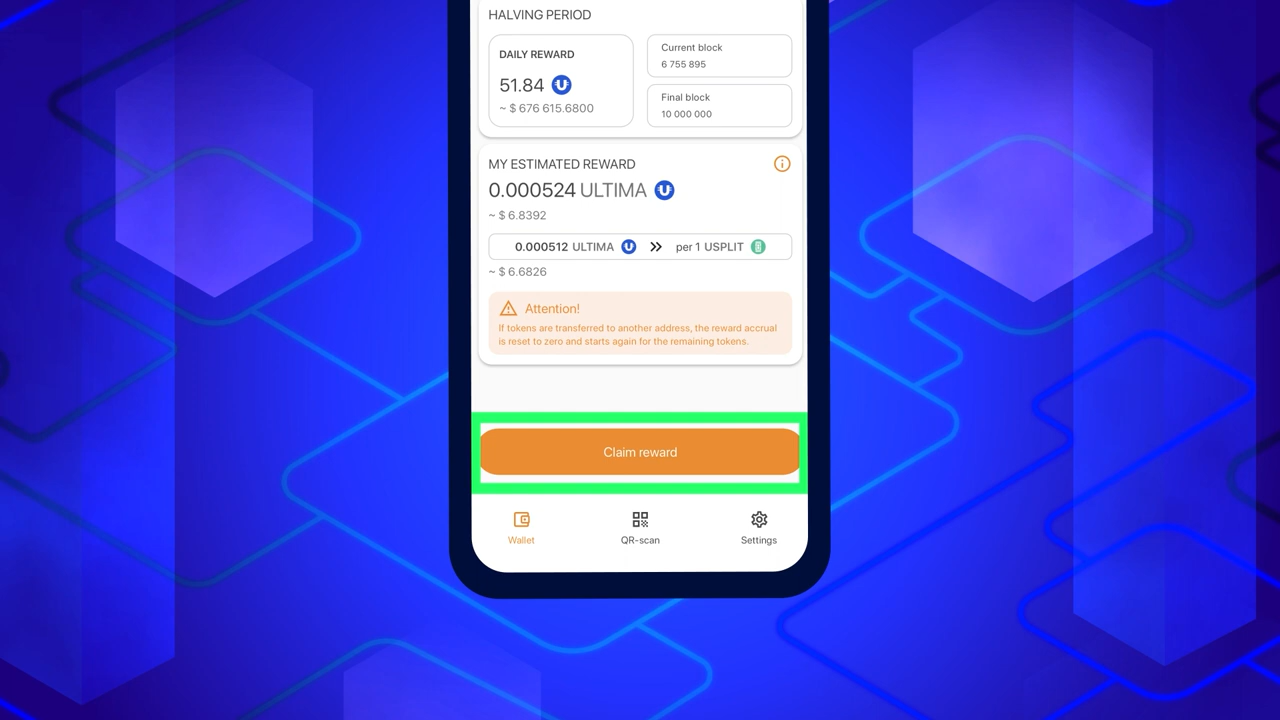 HALVING PERIOD
DAILY REWARD
51.84
~ $ 676 615.6800
Current block
6 755 895
Final block
10 000 000
MY ESTIMATED REWARD
0.000524 ULTIMA
~ $ 6.8392
0.000512 ULTIMA » per 1 USPLIT
~ $ 6.6826
Attention!
If tokens are transferred to another address, the reward accrual
is reset to zero and starts again for the remaining tokens.
Claim reward
Wallet
QR-scan
Settings